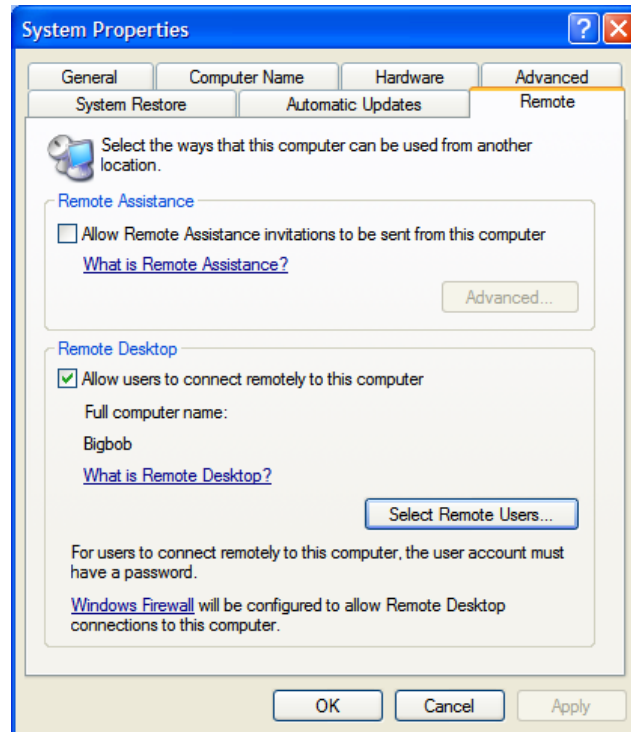 System Properties
General
Computer Name
Hardware
Advanced
System Restore
Automatic Updates
Remote
Select the ways that this computer can be used from another
location.
Remote Assistance
Allow Remote Assistance invitations to be sent from this computer
What is Remote Assistance?
Advanced...
Remote Desktop
Allow users to connect remotely to this computer
Full computer name:
Bigbob
What is Remote Desktop?
Select Remote Users...
For users to connect remotely to this computer, the user account must
have a password.
Windows Firewall will be configured to allow Remote Desktop
connections to this computer.
OK
Cancel
Apply